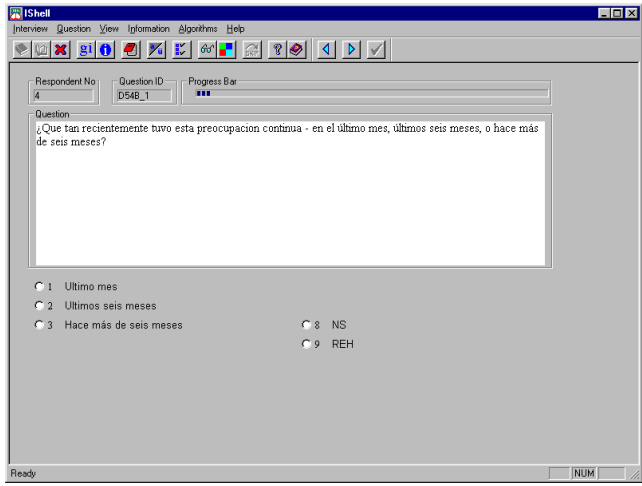 IShell
Interview Question View Information Algorithms Help
gi
SKIP
Respondent No
Question ID
Progress Bar
4
D54B_1
Question
¿Que tan recientemente tuvo esta preocupacion continua - en el último mes, últimos seis meses, o hace más
de seis meses?
1 Ultimo mes
2 Ultimos seis meses
3 Hace más de seis meses
8 NS
9 REH
Ready
NUM